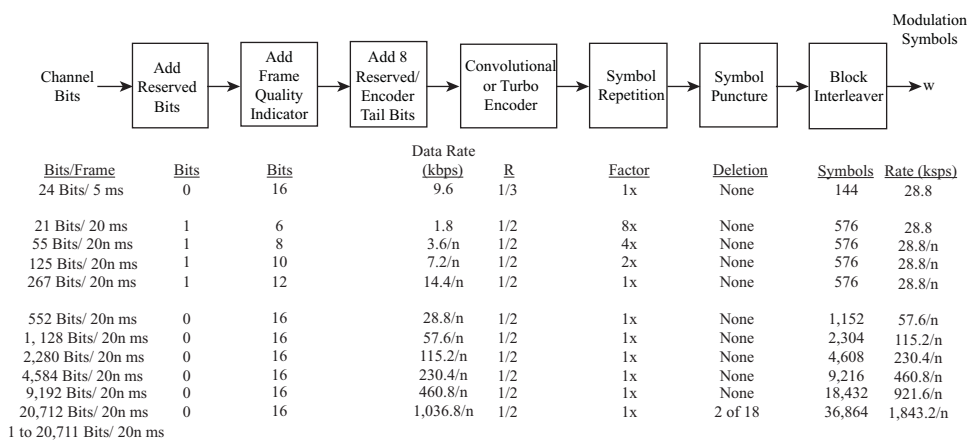 Modulation
Symbols
Channel
Bits
Add
Reserved
Bits
Add
Frame
Quality
Indicator
Add 8
Reserved/
Encoder
Tail Bits
Convolutional
or Turbo
Encoder
Symbol
Repetition
Symbol
Puncture
Block
Interleaver
w
Data Rate
Bits/Frame Bits Bits (kbps) R Factor Deletion Symbols Rate (ksps)
24 Bits/ 5 ms 0 16 9.6 1/3 1x None 144 28.8
21 Bits/ 20 ms 1 6 1.8 1/2 8x None 576 28.8
55 Bits/ 20n ms 1 8 3.6/n 1/2 4x None 576 28.8/n
125 Bits/ 20n ms 1 10 7.2/n 1/2 2x None 576 28.8/n
267 Bits/ 20n ms 1 12 14.4/n 1/2 1x None 576 28.8/n
552 Bits/ 20n ms 0 16 28.8/n 1/2 1x None 1,152 57.6/n
1, 128 Bits/ 20n ms 0 16 57.6/n 1/2 1x None 2,304 115.2/n
2,280 Bits/ 20n ms 0 16 115.2/n 1/2 1x None 4,608 230.4/n
4,584 Bits/ 20n ms 0 16 230.4/n 1/2 1x None 9,216 460.8/n
9,192 Bits/ 20n ms 0 16 460.8/n 1/2 1x None 18,432 921.6/n
20,712 Bits/ 20n ms 0 16 1,036.8/n 1/2 1x 2 of 18 36,864 1,843.2/n
1 to 20,711 Bits/ 20n ms